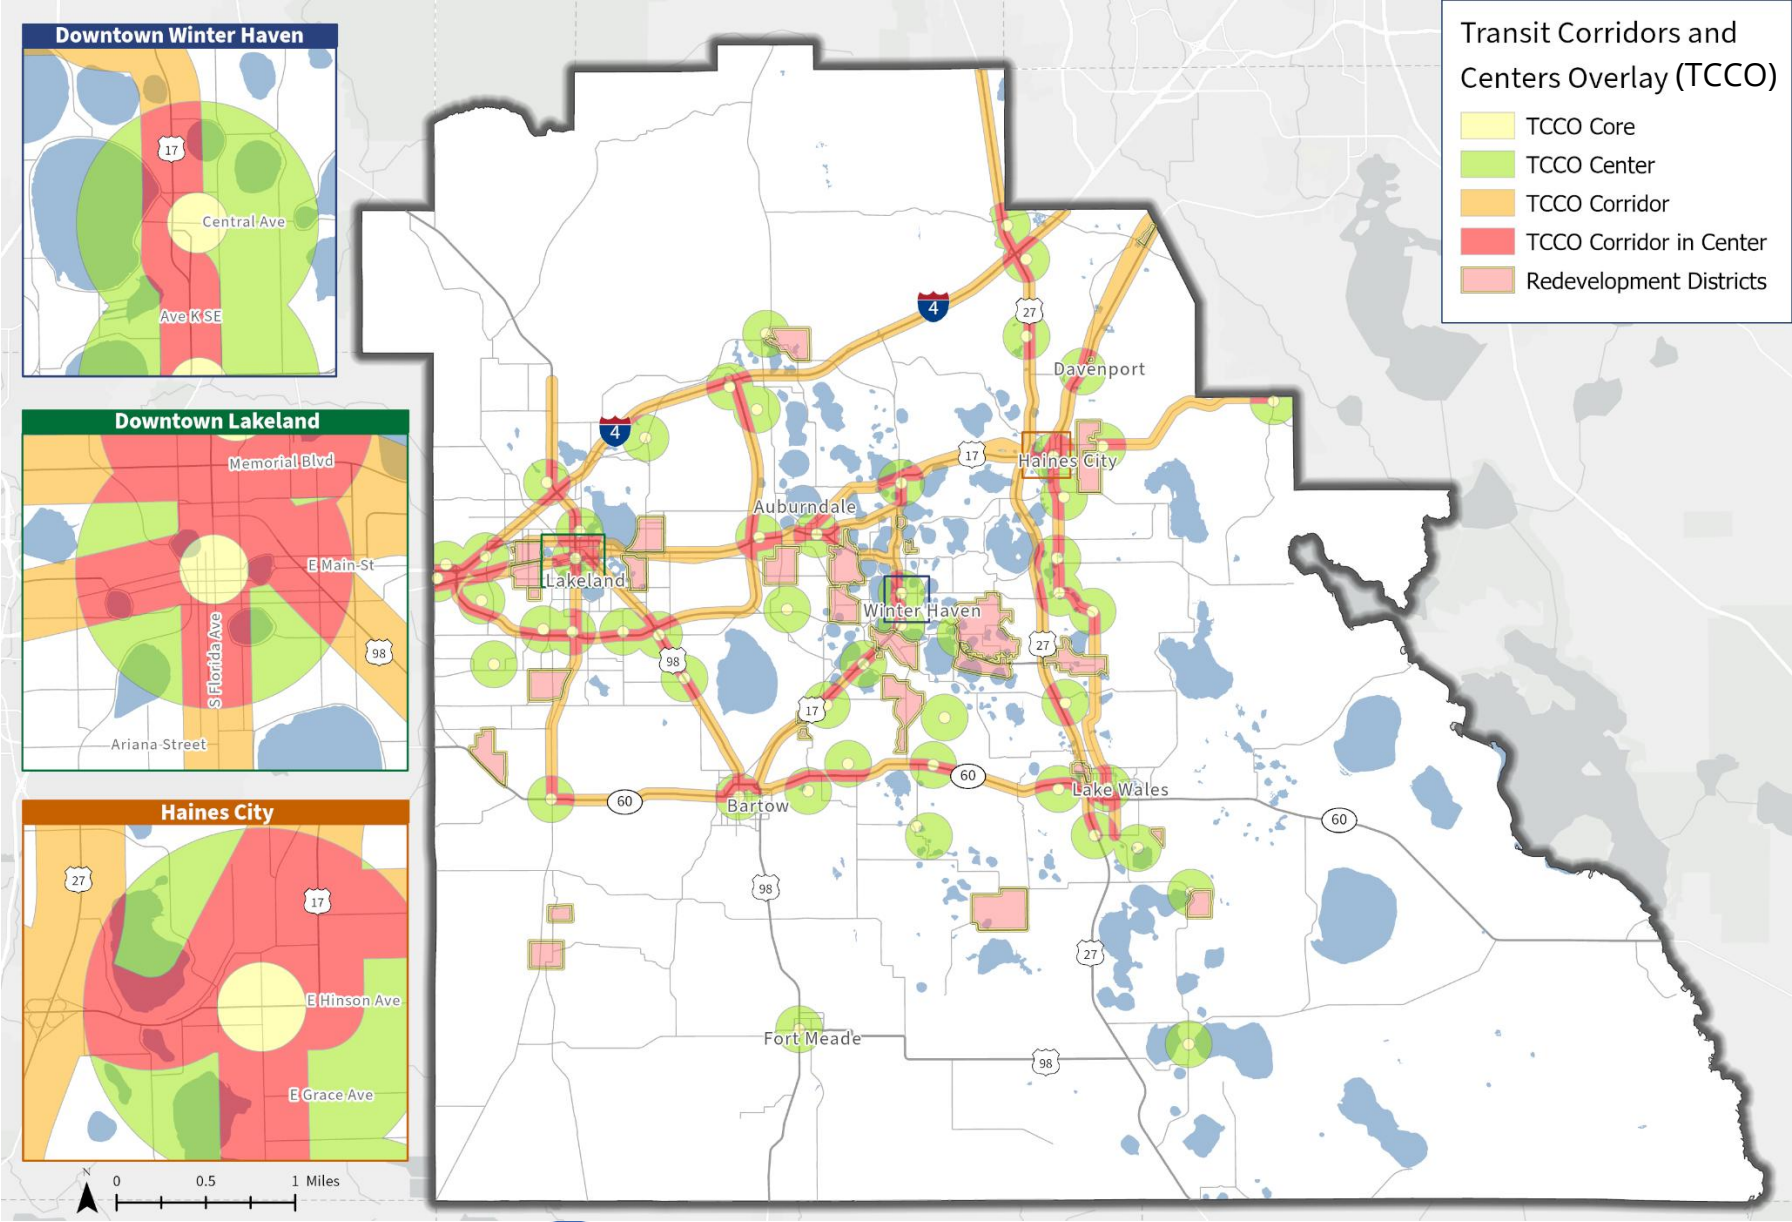 Transit Corridors and
Centers Overlay (TCCO)
TCCO Core
TCCO Center
TCCO Corridor
TCCO Corridor in Center
Redevelopment Districts
Downtown Winter Haven
17
Central Ave
Ave K SE
Downtown Lakeland
Memorial Blvd
E Main St
S Florida Ave
98
Ariana Street
Haines City
27
17
E Hinson Ave
E Grace Ave
N
0 0.5 1 Miles
4
27
Davenport
4
17
Haines City
Auburndale
Lakeland
Winter Haven
27
98
17
60
Lake Wales
60
Bartow
60
98
27
Fort Meade
98